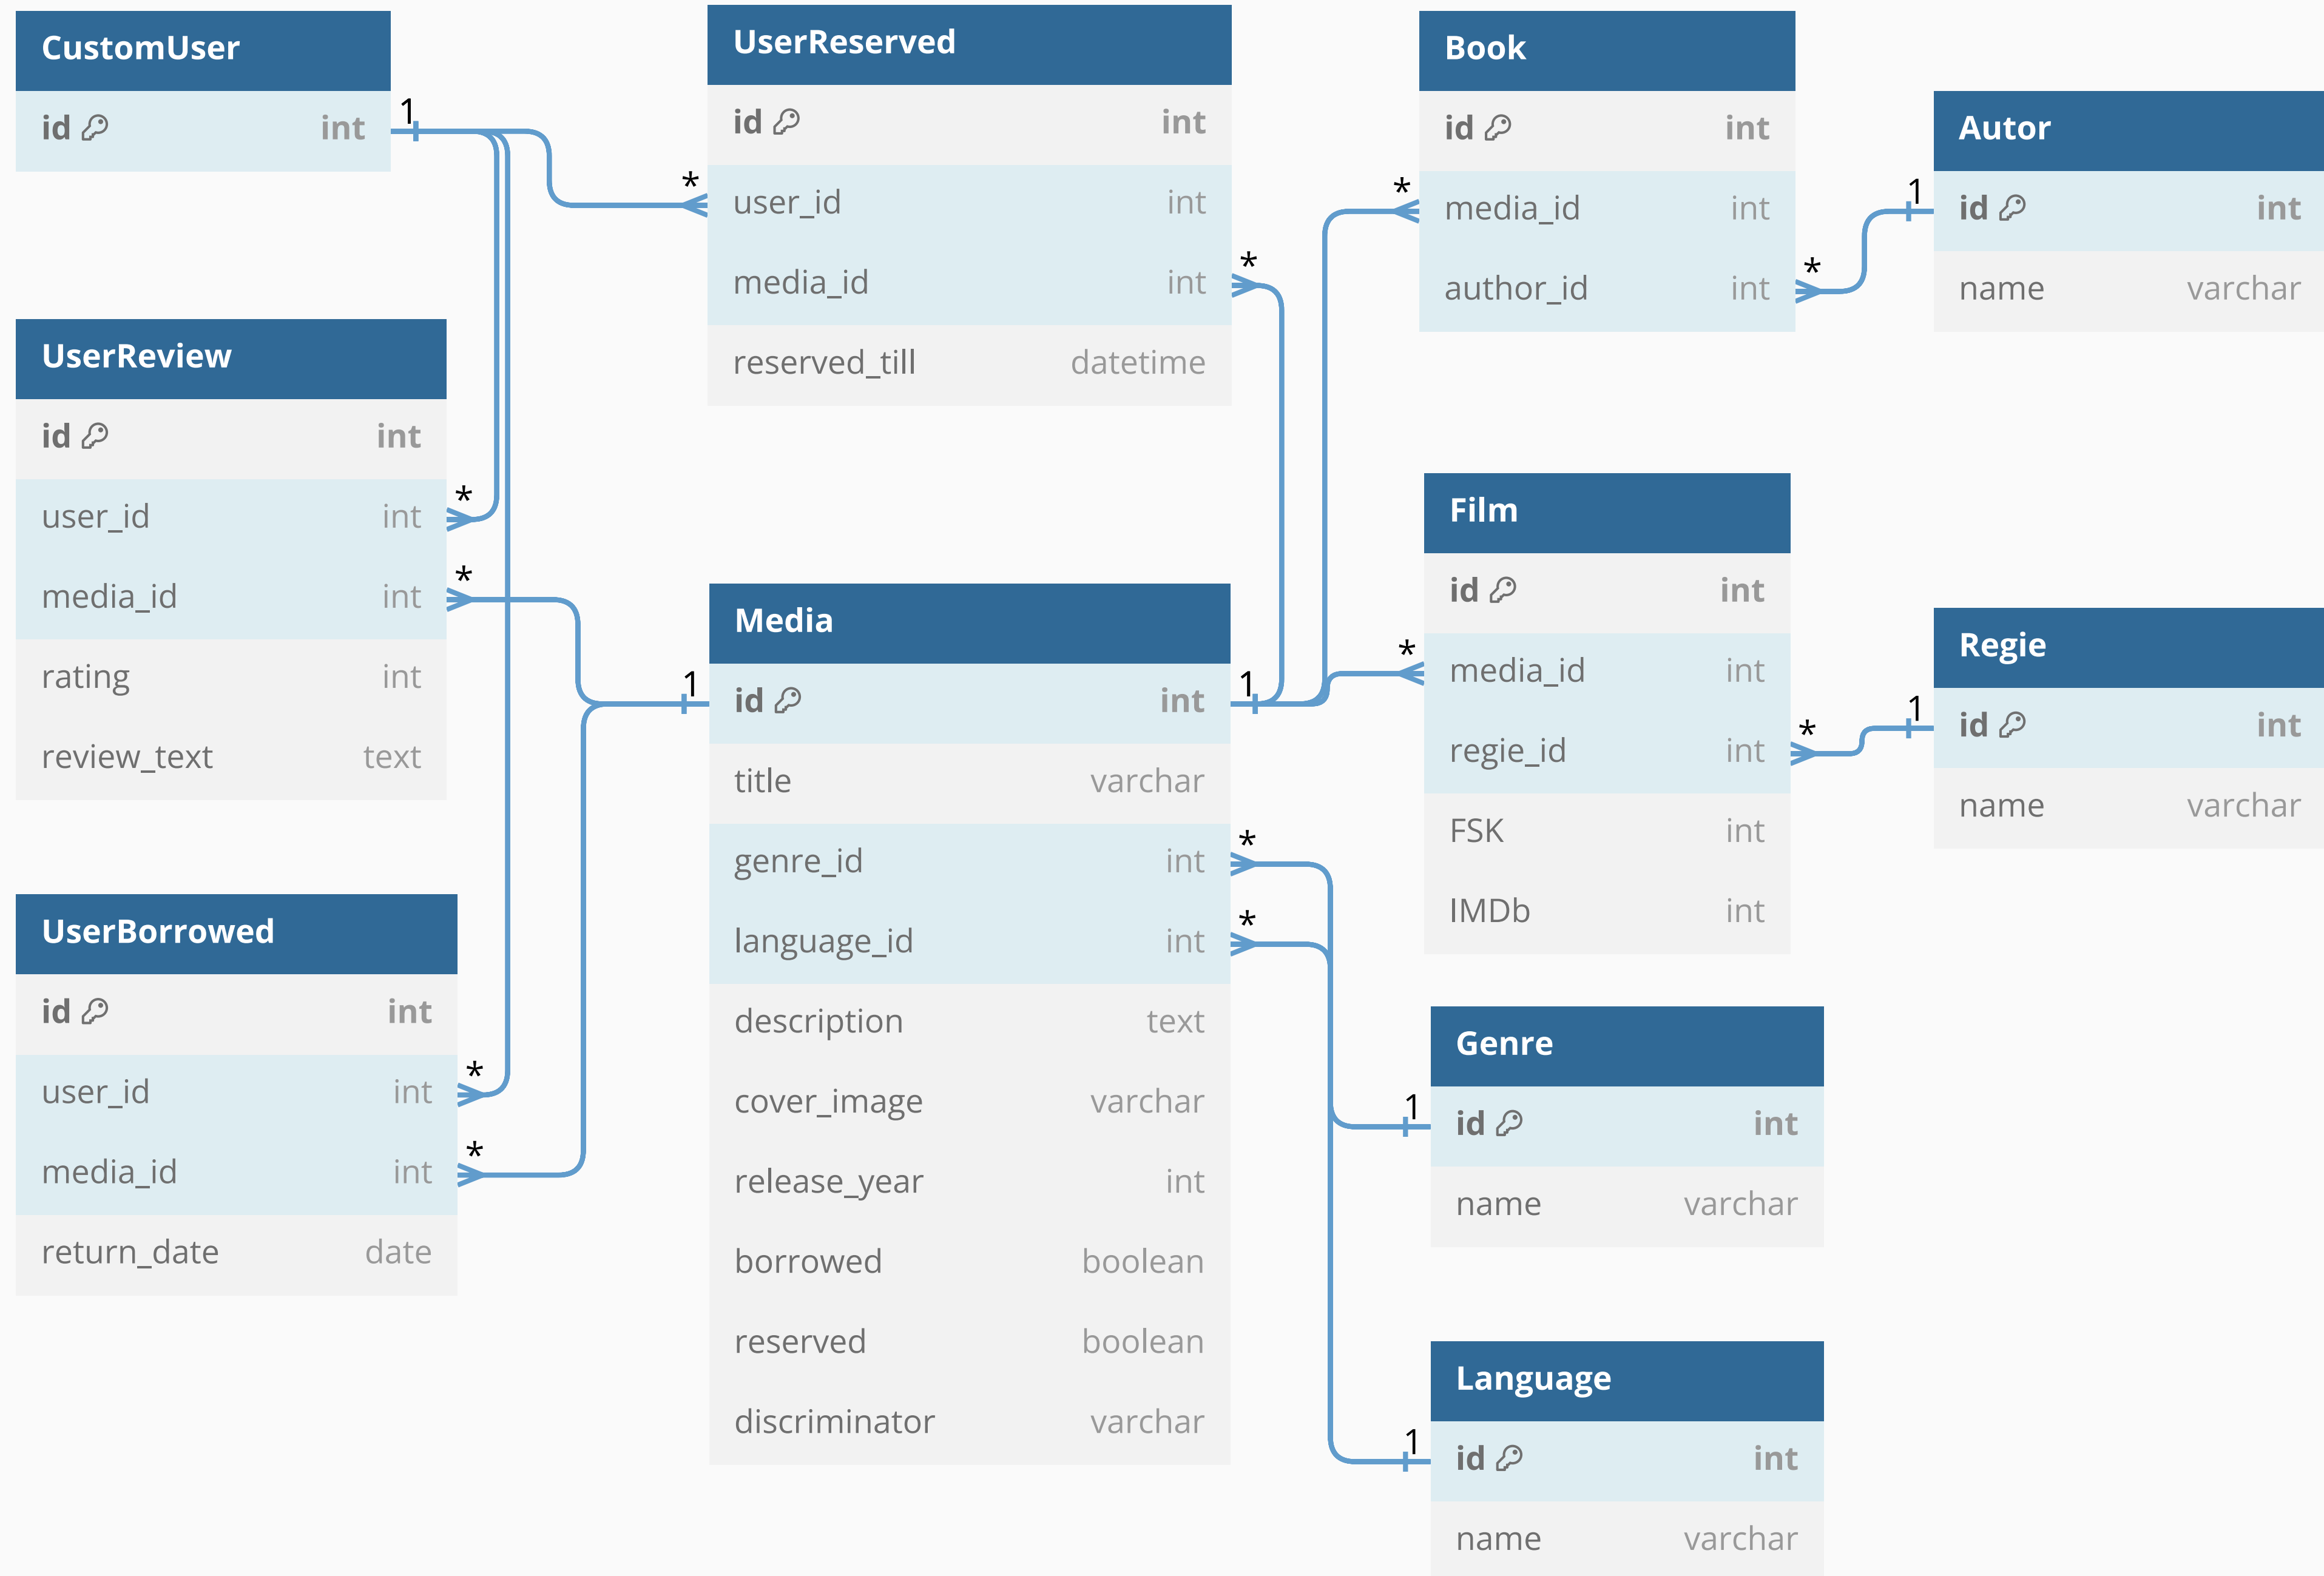 CustomUser
1
id int
UserReserved
id int
* user_id int
media_id int *
reserved_till datetime
Book
id int
* media_id int
author_id int *
Autor
1 id int
name varchar
UserReview
id int
user_id int *
media_id int *
rating int
review_text text
Media
1 id int 1
title varchar
genre_id int *
language_id int *
description text
cover_image varchar
release_year int
borrowed boolean
reserved boolean
discriminator varchar
Film
id int
* media_id int
regie_id int *
FSK int
IMDb int
Regie
1 id int
name varchar
UserBorrowed
id int
user_id int *
media_id int *
return_date date
Genre
1 id int
name varchar
Language
1 id int
name varchar